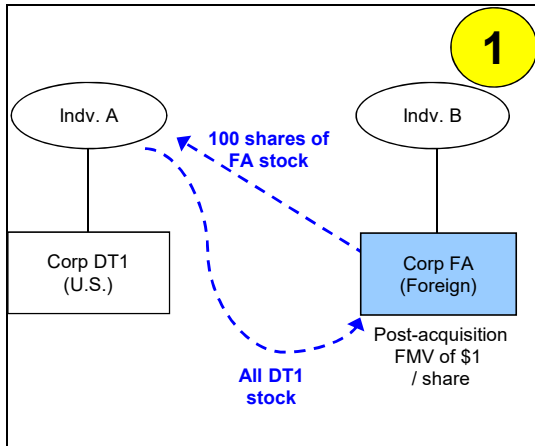 1
Indv. A
Indv. B
100 shares of
FA stock
Corp DT1
(U.S.)
Corp FA
(Foreign)
Post-acquisition
FMV of $1
/ share
All DT1
stock